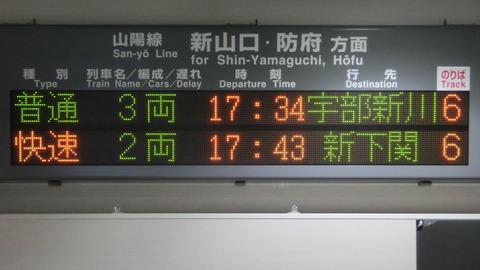 山陽線 新山口・防府 方面
San-yō Line for Shin-Yamaguchi, Hōfu
種別 列車名/編成/遅れ 時刻 行先 のりば
Type Train Name/Cars/Delay Departure Time Destination Track
普通 3両 17:34 宇部新川 6
快速 2両 17:43 新下関 6